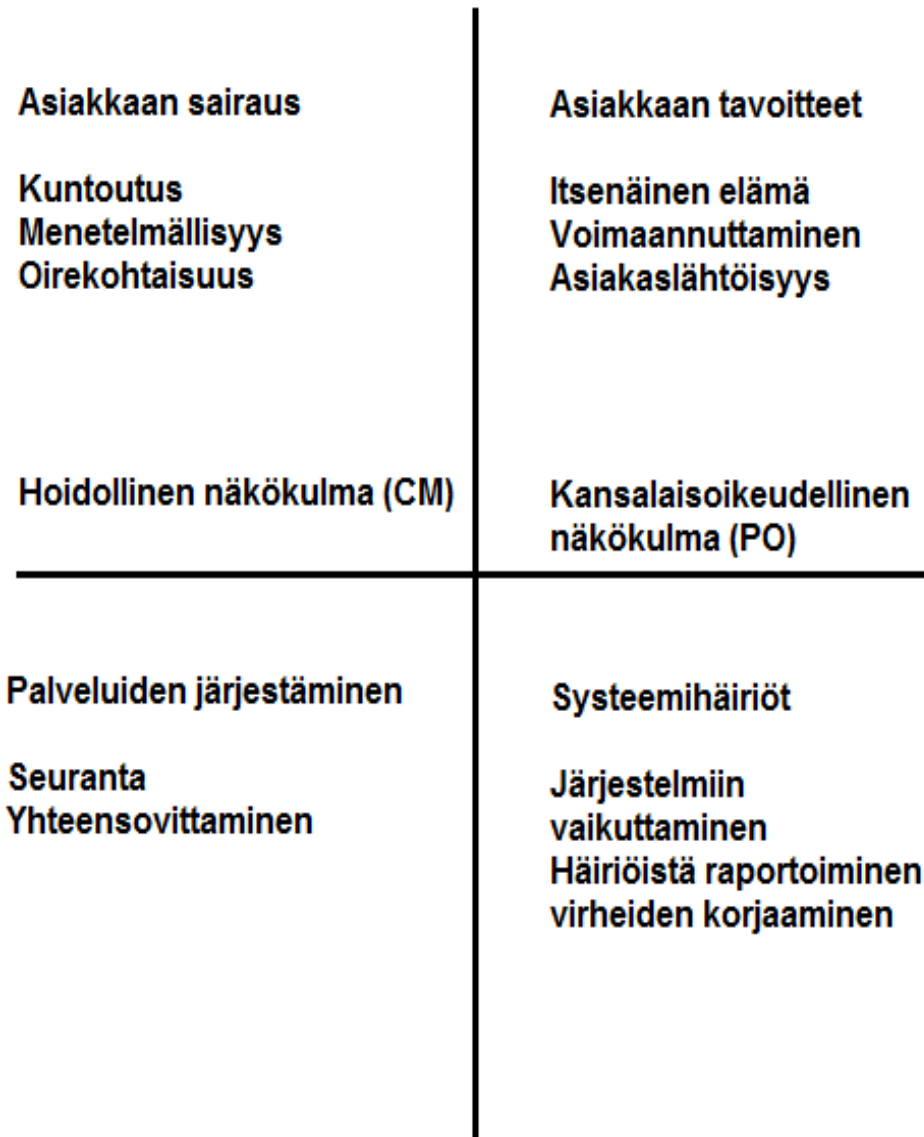 Asiakkaan sairaus
Kuntoutus
Menetelmällisyys
Oirekohtaisuus
Hoidollinen näkökulma (CM)
Asiakkaan tavoitteet
Itsenäinen elämä
Voimaannuttaminen
Asiakaslähtöisyys
Kansalaisoikeudellinen
näkökulma (PO)
Palveluiden järjestäminen
Seuranta
Yhteensovittaminen
Systeemihäiriöt
Järjestelmiin
vaikuttaminen
Häiriöistä raportoiminen
virheiden korjaaminen